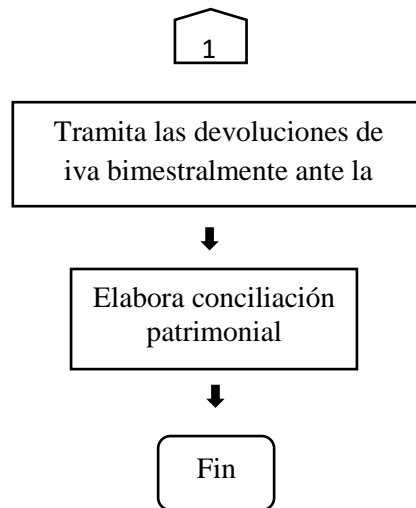 1
Tramita las devoluciones de
iva bimestralmente ante la
Elabora conciliación
patrimonial
Fin